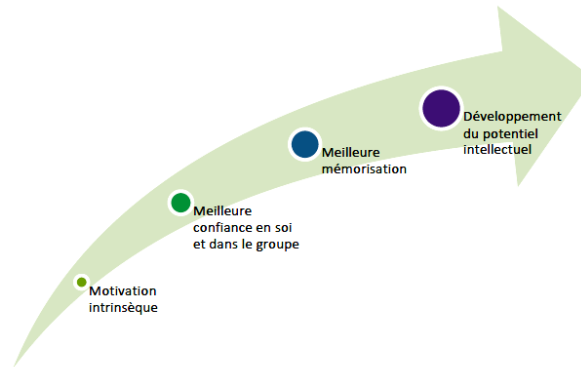 Développement
du potentiel
intellectuel
Meilleure
mémorisation
Meilleure
confiance en soi
et dans le groupe
Motivation
intrinsèque